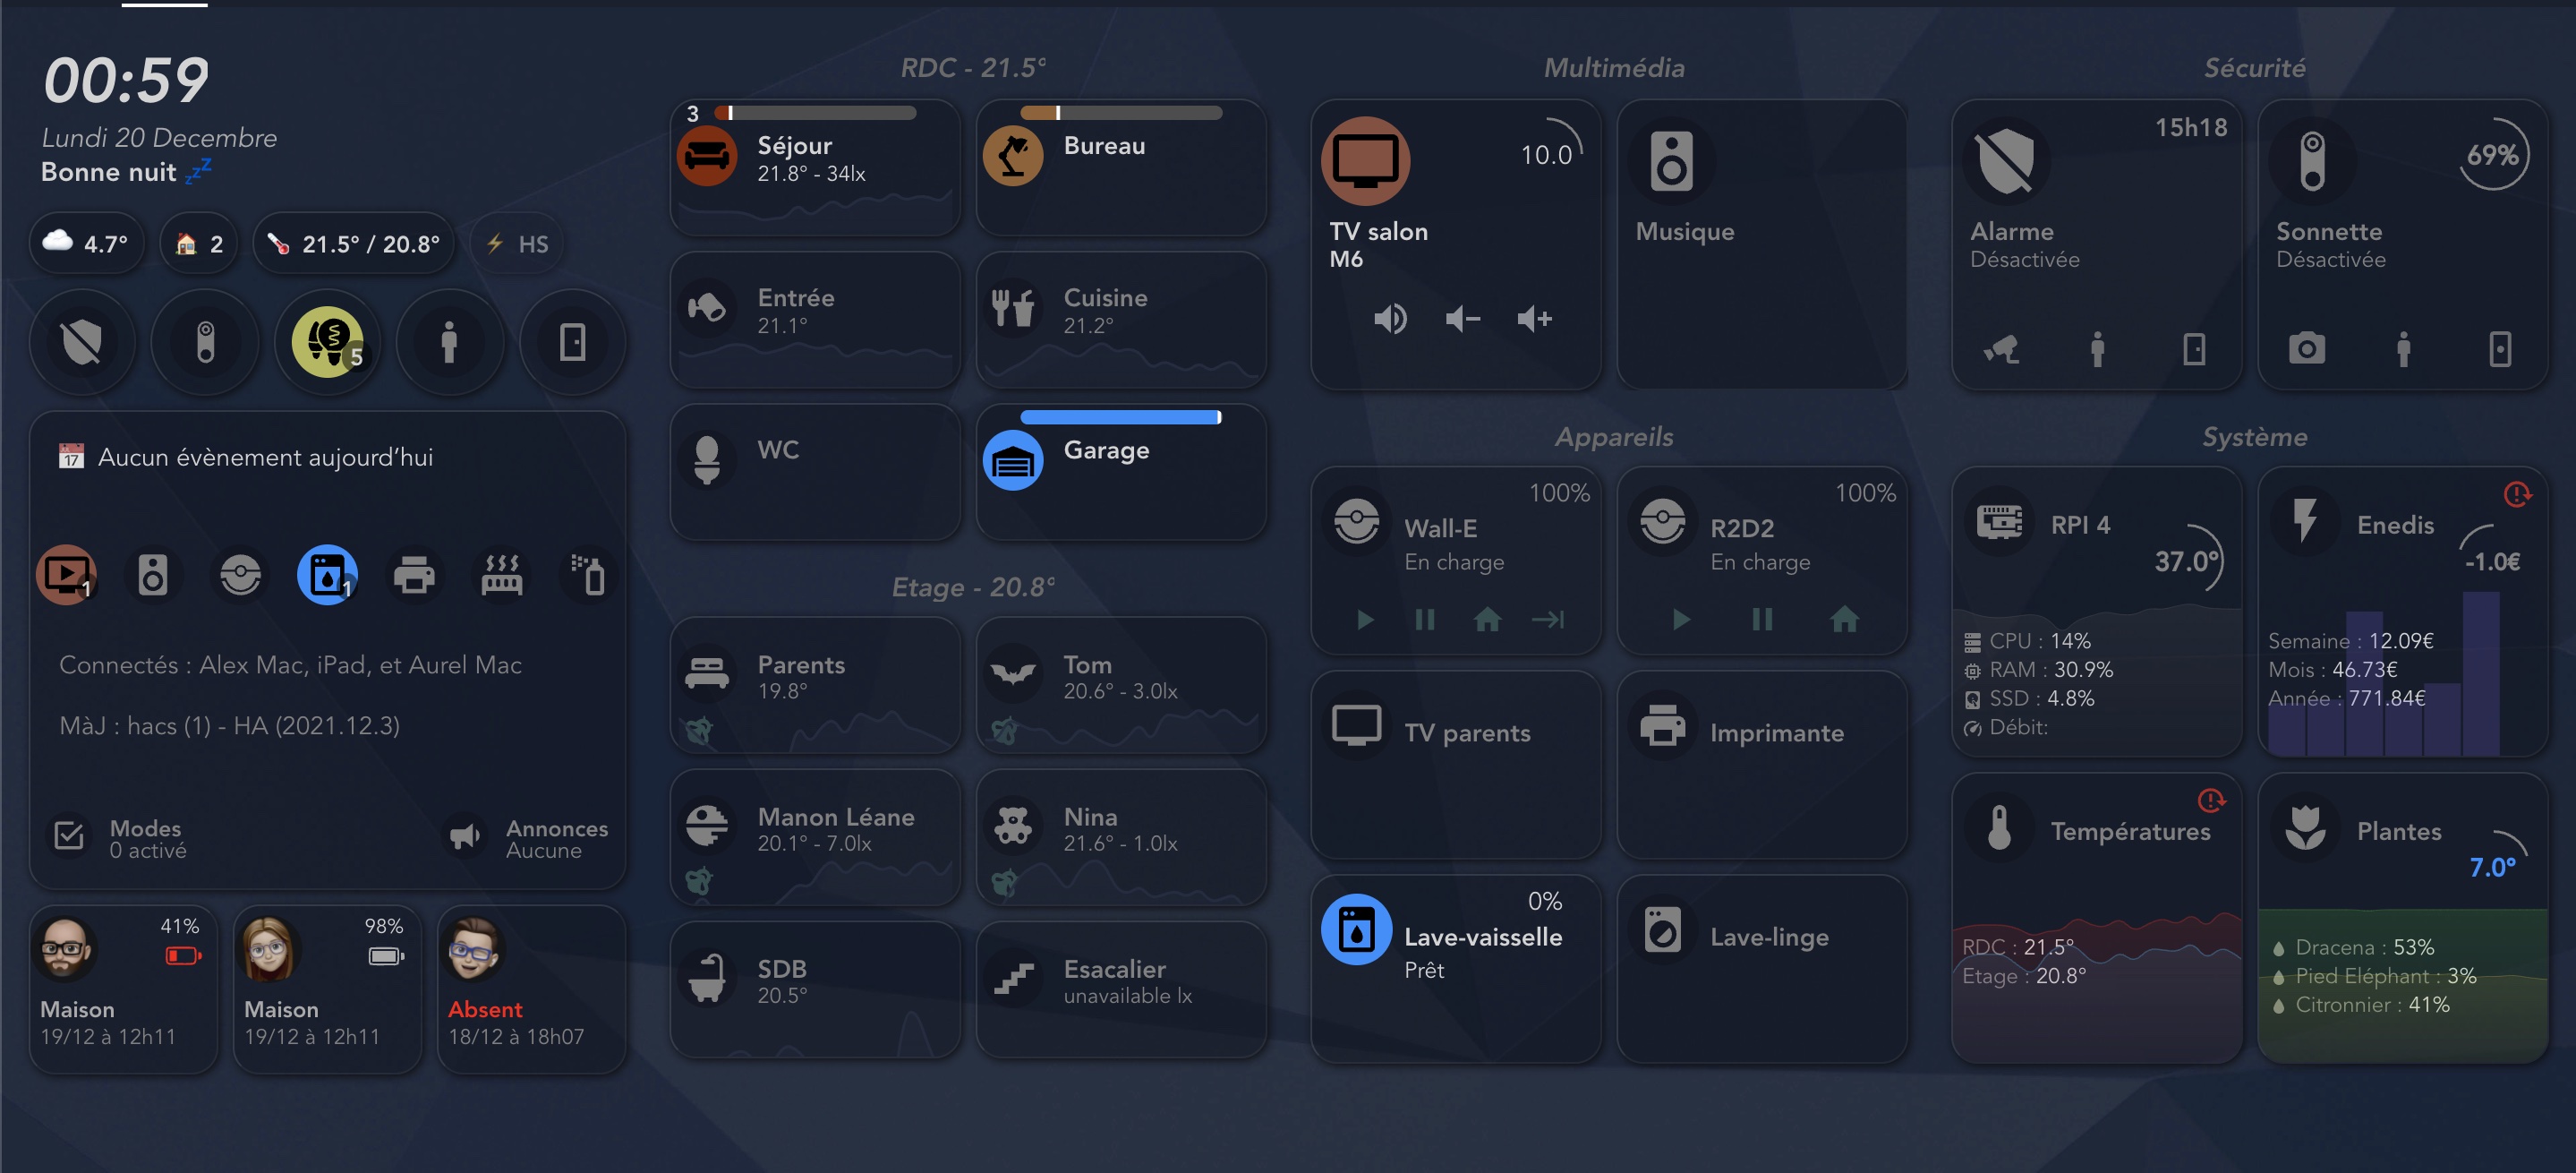 00:59
Lundi 20 Decembre
Bonne nuit
4.7°
2
21.5° / 20.8°
HS
5
17
Aucun évènement aujourd'hui
1
1
Connectés : Alex Mac, iPad, et Aurel Mac
MàJ : hacs (1) - HA (2021.12.3)
Modes
0 activé
Annonces
Aucune
41%
Maison
19/12 à 12h11
98%
Maison
19/12 à 12h11
Absent
18/12 à 18h07
RDC - 21.5°
3
Séjour
21.8° - 34lx
Bureau
Entrée
21.1°
Cuisine
21.2°
WC
Garage
Etage - 20.8°
Parents
19.8°
Tom
20.6° - 3.0lx
Manon Léane
20.1° - 7.0lx
Nina
21.6° - 1.0lx
SDB
20.5°
Esacalier
unavailable lx
Multimédia
10.0
TV salon
M6
Musique
Appareils
100%
Wall-E
En charge
100%
R2D2
En charge
TV parents
Imprimante
0%
Lave-vaisselle
Prêt
Lave-linge
Sécurité
15h18
Alarme
Désactivée
69%
Sonnette
Désactivée
Système
RPI 4
37.0°
CPU : 14%
RAM : 30.9%
SSD : 4.8%
Débit:
Enedis
-1.0€
Semaine : 12.09€
Mois : 46.73€
Année : 771.84€
Températures
RDC : 21.5°
Etage : 20.8°
Plantes
7.0°
Dracena : 53%
Pied Eléphant : 3%
Citronnier : 41%